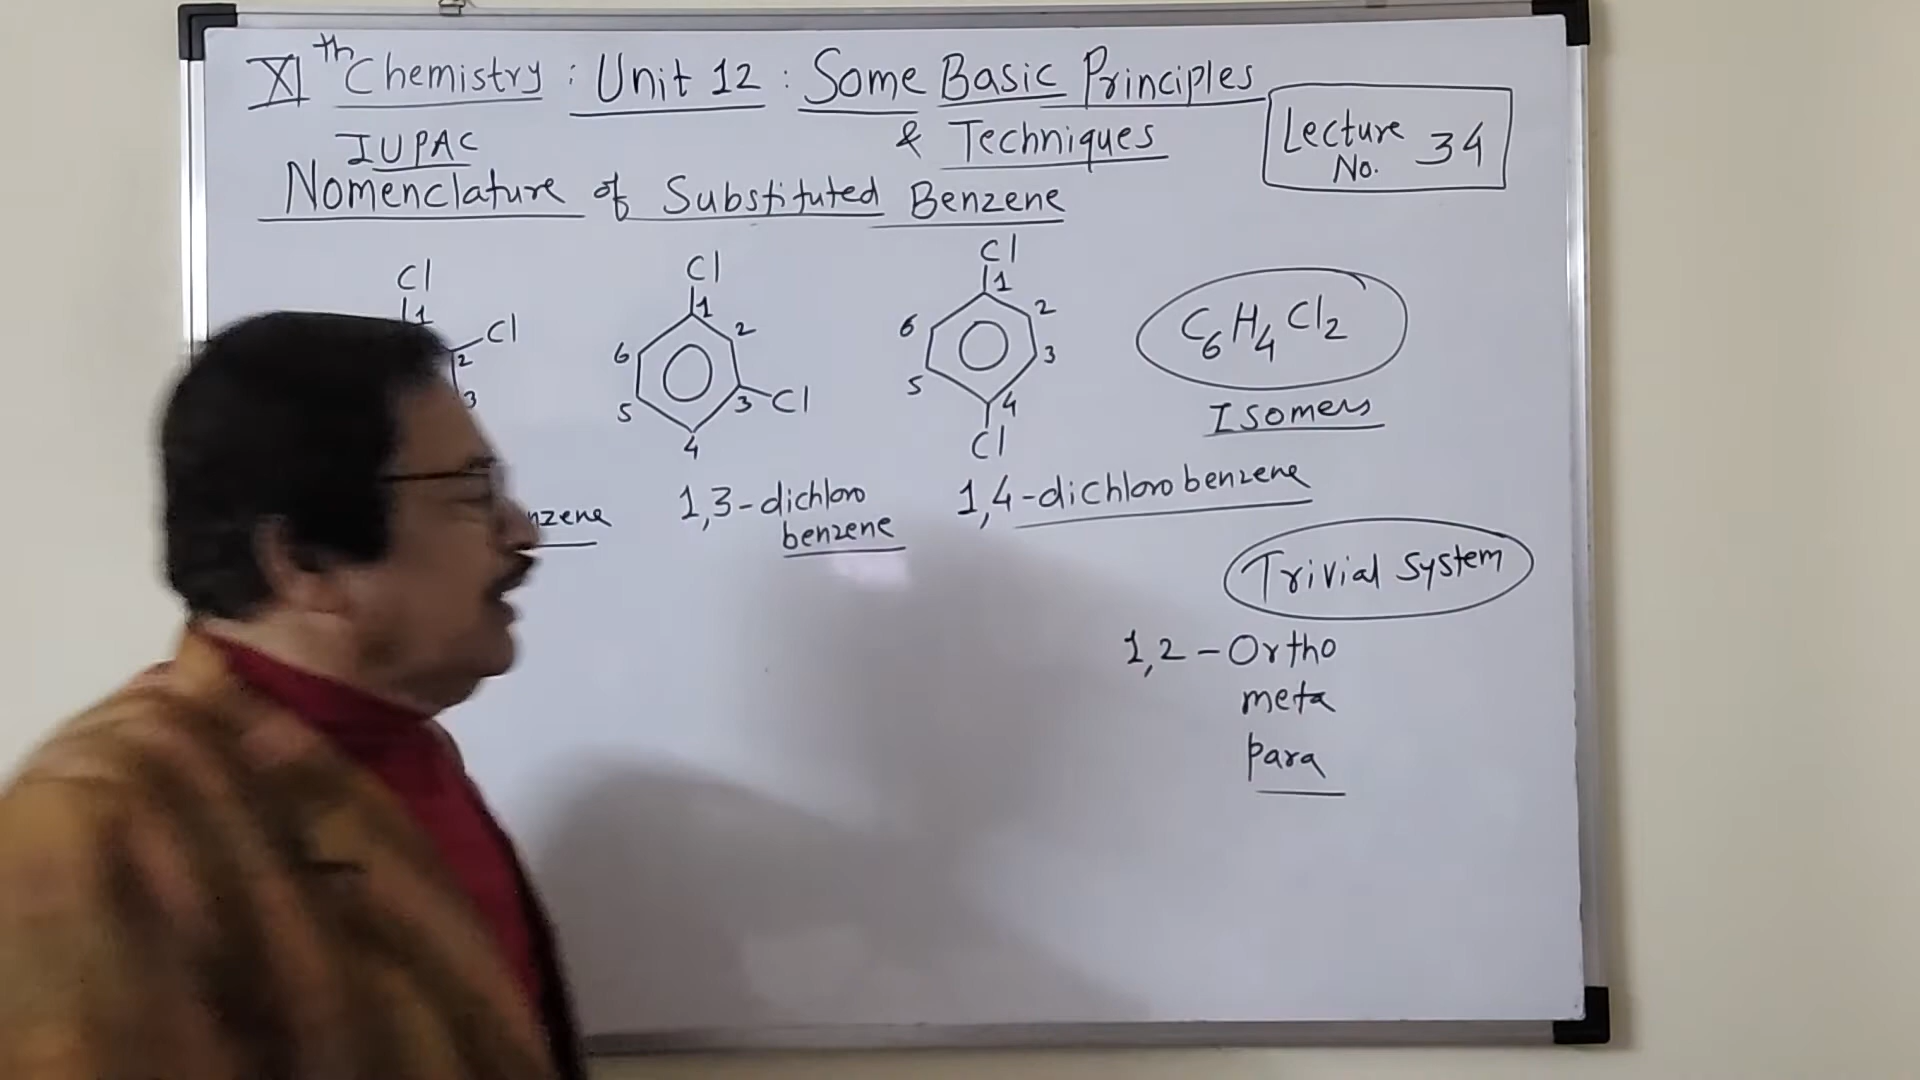 XI th Chemistry : Unit 12 : Some Basic Principles
& Techniques
Lecture No. 34
IUPAC
Nomenclature of Substituted Benzene
Cl
1
Cl
2
3
Cl
1
2
6
3 Cl
5
4
Cl
1
2
6
3
5
4
Cl
C6H4Cl2
Isomers
nzene
1,3-dichloro
benzene
1,4-dichlorobenzene
Trivial System
1,2-Ortho
meta
para